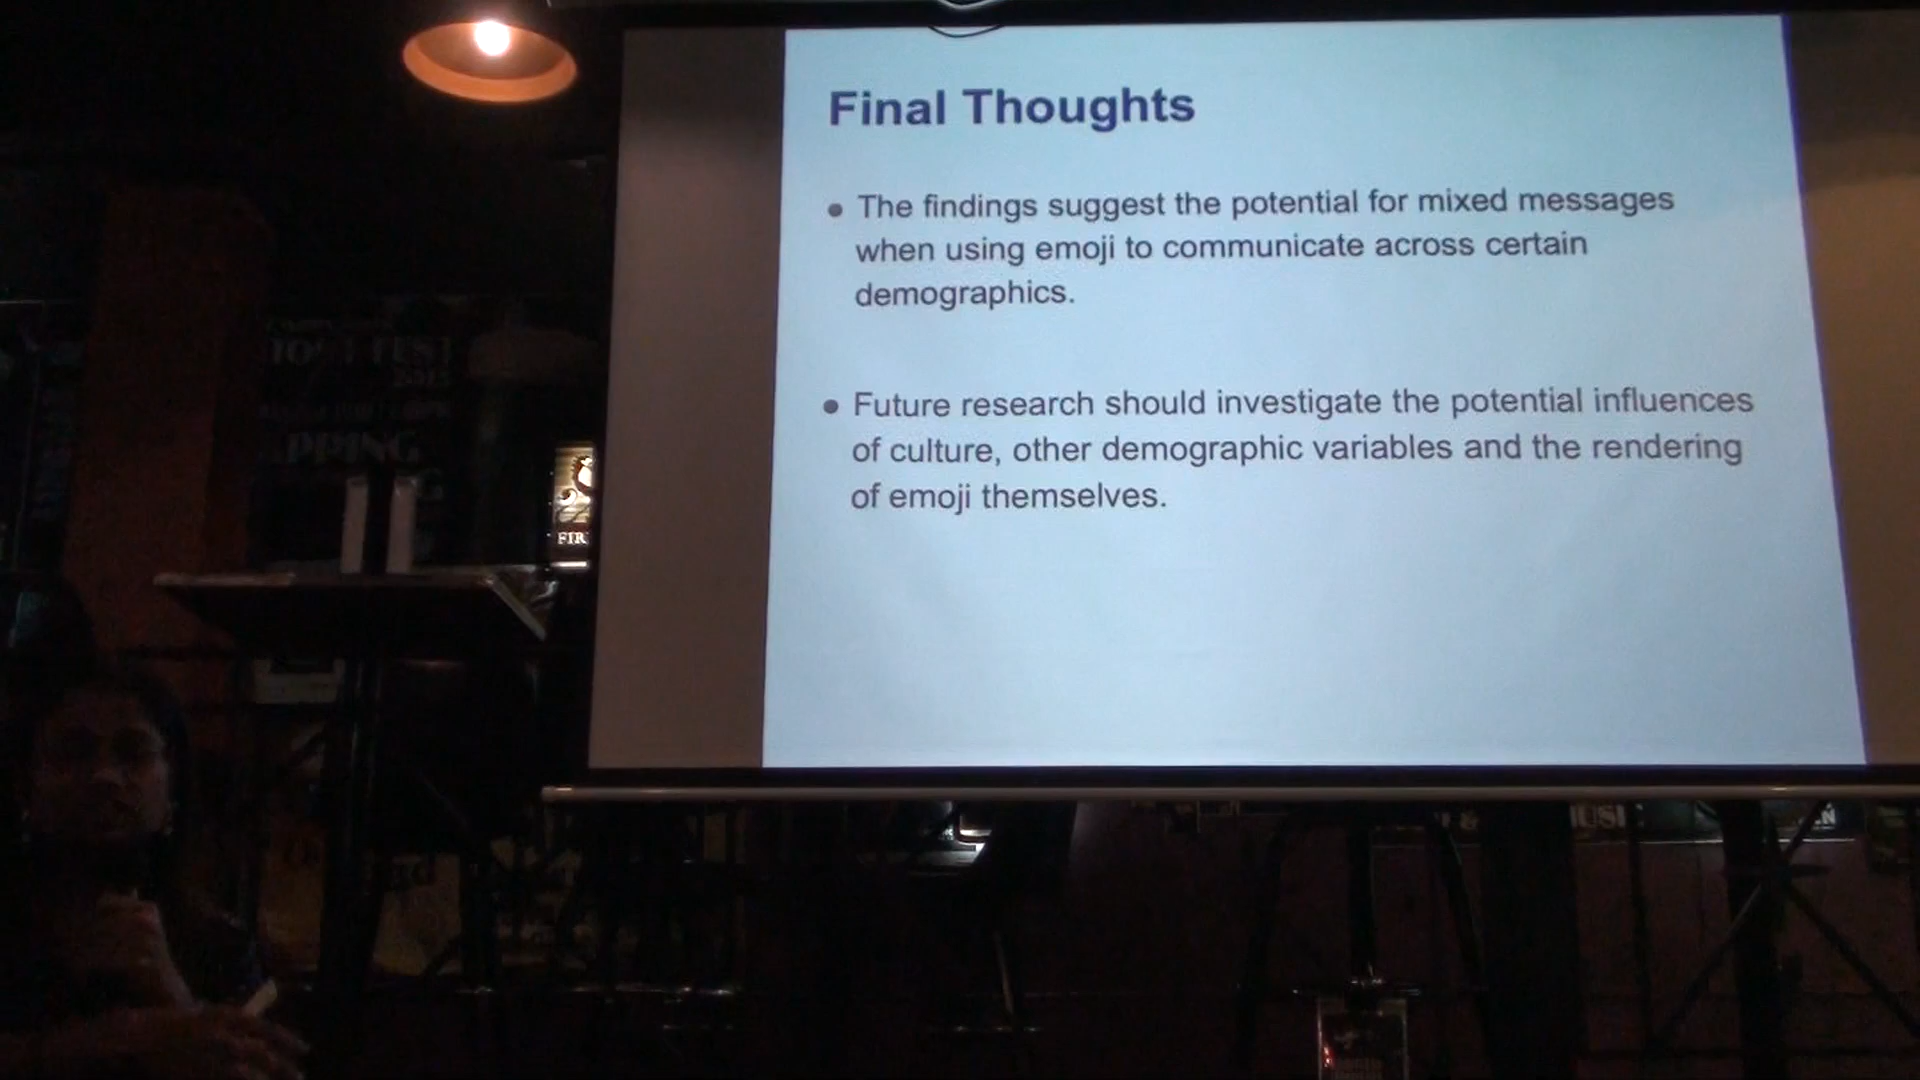 Final Thoughts
• The findings suggest the potential for mixed messages
when using emoji to communicate across certain
demographics.
• Future research should investigate the potential influences
of culture, other demographic variables and the rendering
of emoji themselves.
FIR